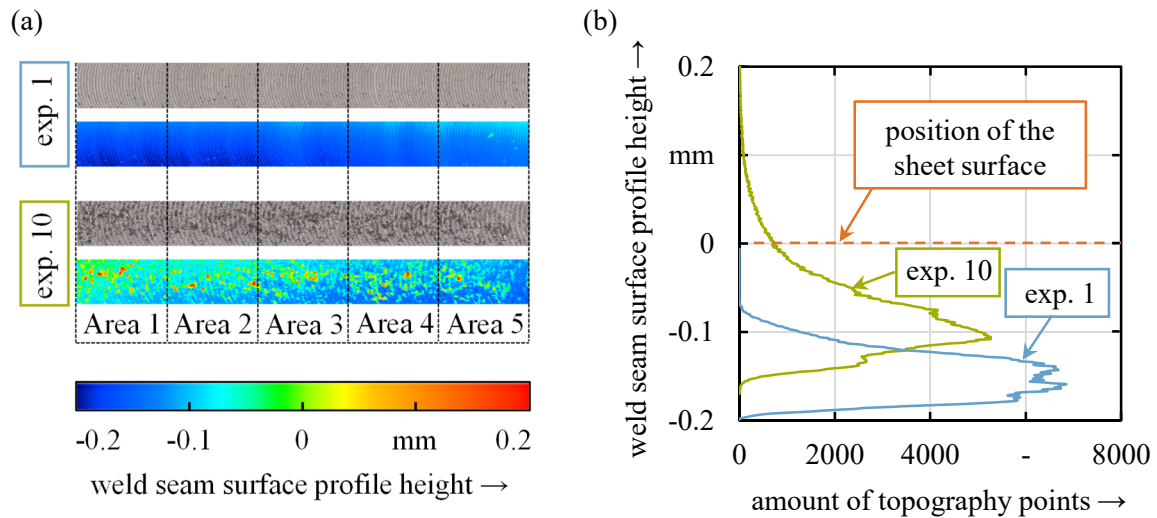 (a)
exp. 1
exp. 10
Area 1 Area 2 Area 3 Area 4 Area 5
-0.2 -0.1 0 mm 0.2
weld seam surface profile height →
(b)
weld seam surface profile height →
0.2
mm
0
-0.1
-0.2
position of the
sheet surface
exp. 10
exp. 1
0 2000 4000 - 8000
amount of topography points →